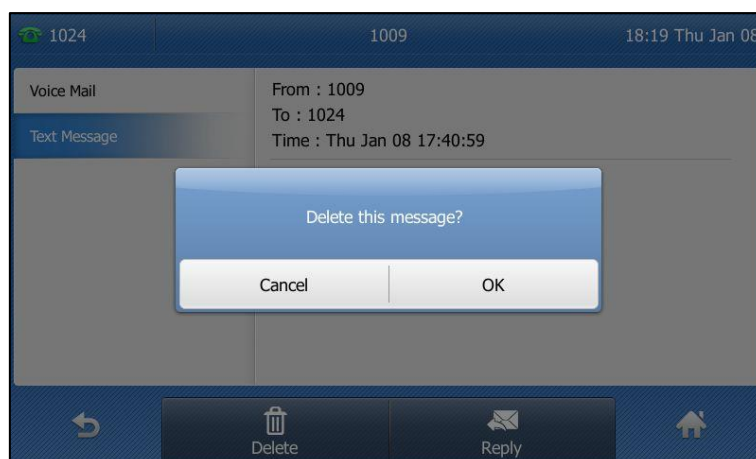 1024 1009 18:19 Thu Jan 08
Voice Mail
Text Message
From : 1009
To : 1024
Time : Thu Jan 08 17:40:59
Delete this message?
Cancel OK
Delete Reply